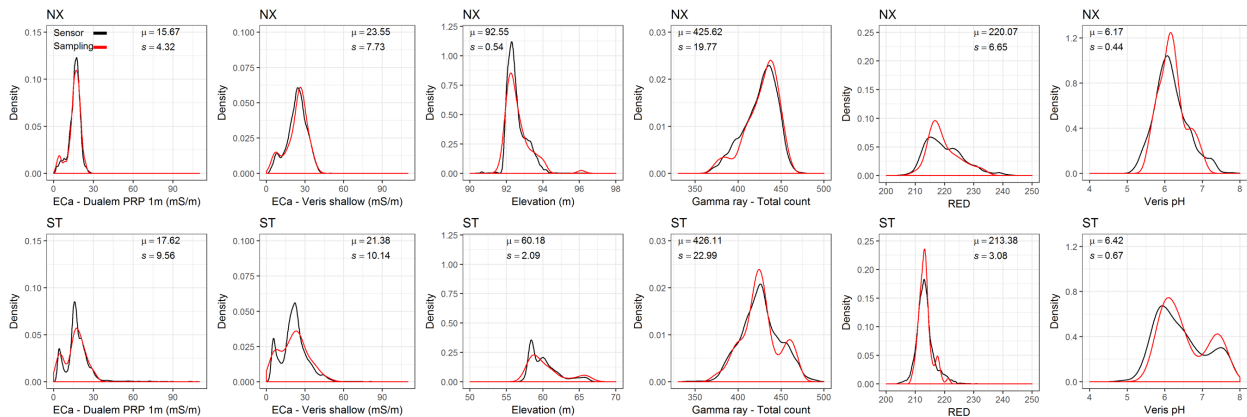 NX
0.15
0.10
0.05
0.00
0
30
60
90
Density
ECa - Dualem PRP 1m (mS/m)
Sensor
Sampling
μ = 15.67
s = 4.32
NX
0.100
0.075
0.050
0.025
0.000
0
30
60
90
Density
ECa - Veris shallow (mS/m)
μ = 23.55
s = 7.73
NX
1.25
1.00
0.75
0.50
0.25
0.00
90
92
94
96
98
Density
Elevation (m)
μ = 92.55
s = 0.54
NX
0.03
0.02
0.01
0.00
400
450
500
Density
Gamma ray - Total count
μ = 425.62
s = 19.77
NX
0.25
0.20
0.15
0.10
0.05
0.00
200
210
220
230
240
250
Density
RED
μ = 220.07
s = 6.65
NX
1.2
0.8
0.4
0.0
4
5
6
7
8
Density
Veris pH
μ = 6.17
s = 0.44
ST
0.15
0.10
0.05
0.00
0
30
60
90
Density
ECa - Dualem PRP 1m (mS/m)
μ = 17.62
s = 9.56
ST
0.100
0.075
0.050
0.025
0.000
0
30
60
90
Density
ECa - Veris shallow (mS/m)
μ = 21.38
s = 10.14
ST
1.25
1.00
0.75
0.50
0.25
0.00
50
55
60
65
70
Density
Elevation (m)
μ = 60.18
s = 2.09
ST
0.03
0.02
0.01
0.00
350
400
450
500
Density
Gamma ray - Total count
μ = 426.11
s = 22.99
ST
0.25
0.20
0.15
0.10
0.05
0.00
200
210
220
230
240
250
Density
RED
μ = 213.38
s = 3.08
ST
1.2
0.8
0.4
0.0
4
5
6
7
8
Density
Veris pH
μ = 6.42
s = 0.67